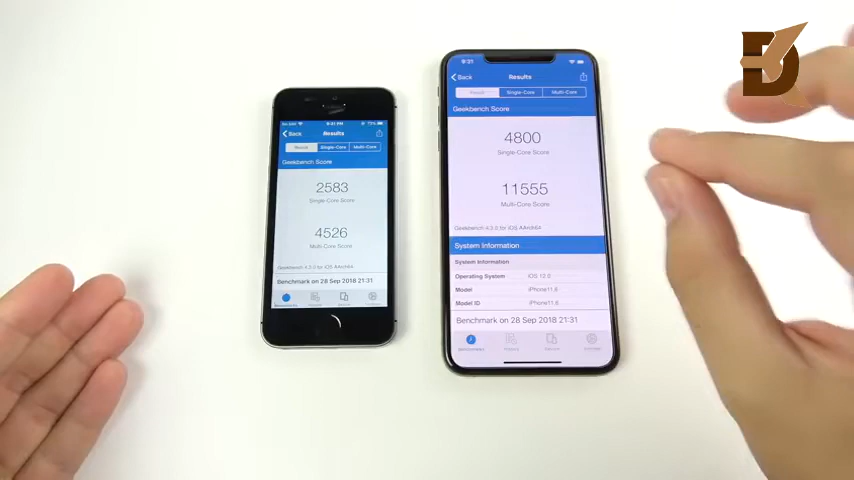 9:41 PM
Back
Results
Single-Core
Multi-Core
Geekbench Score
2583
Single-Core Score
4526
Multi-Core Score
Geekbench 4.3.0 for iOS AArch64
Benchmark on 28 Sep 2018 21:31
9:31
Back
Results
Single-Core
Multi-Core
Geekbench Score
4800
Single-Core Score
11555
Multi-Core Score
Geekbench 4.3.0 for iOS AArch64
System Information
System Information
Operating System iOS 12.0
Model iPhone11,6
Model ID iPhone11,6
Benchmark on 28 Sep 2018 21:31
D